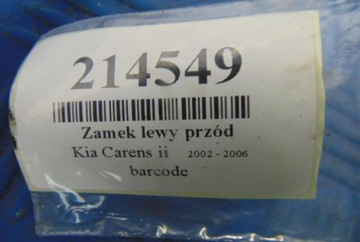 214549
Zamek lewy przód
Kia Carens ii 2002 - 2006
barcode